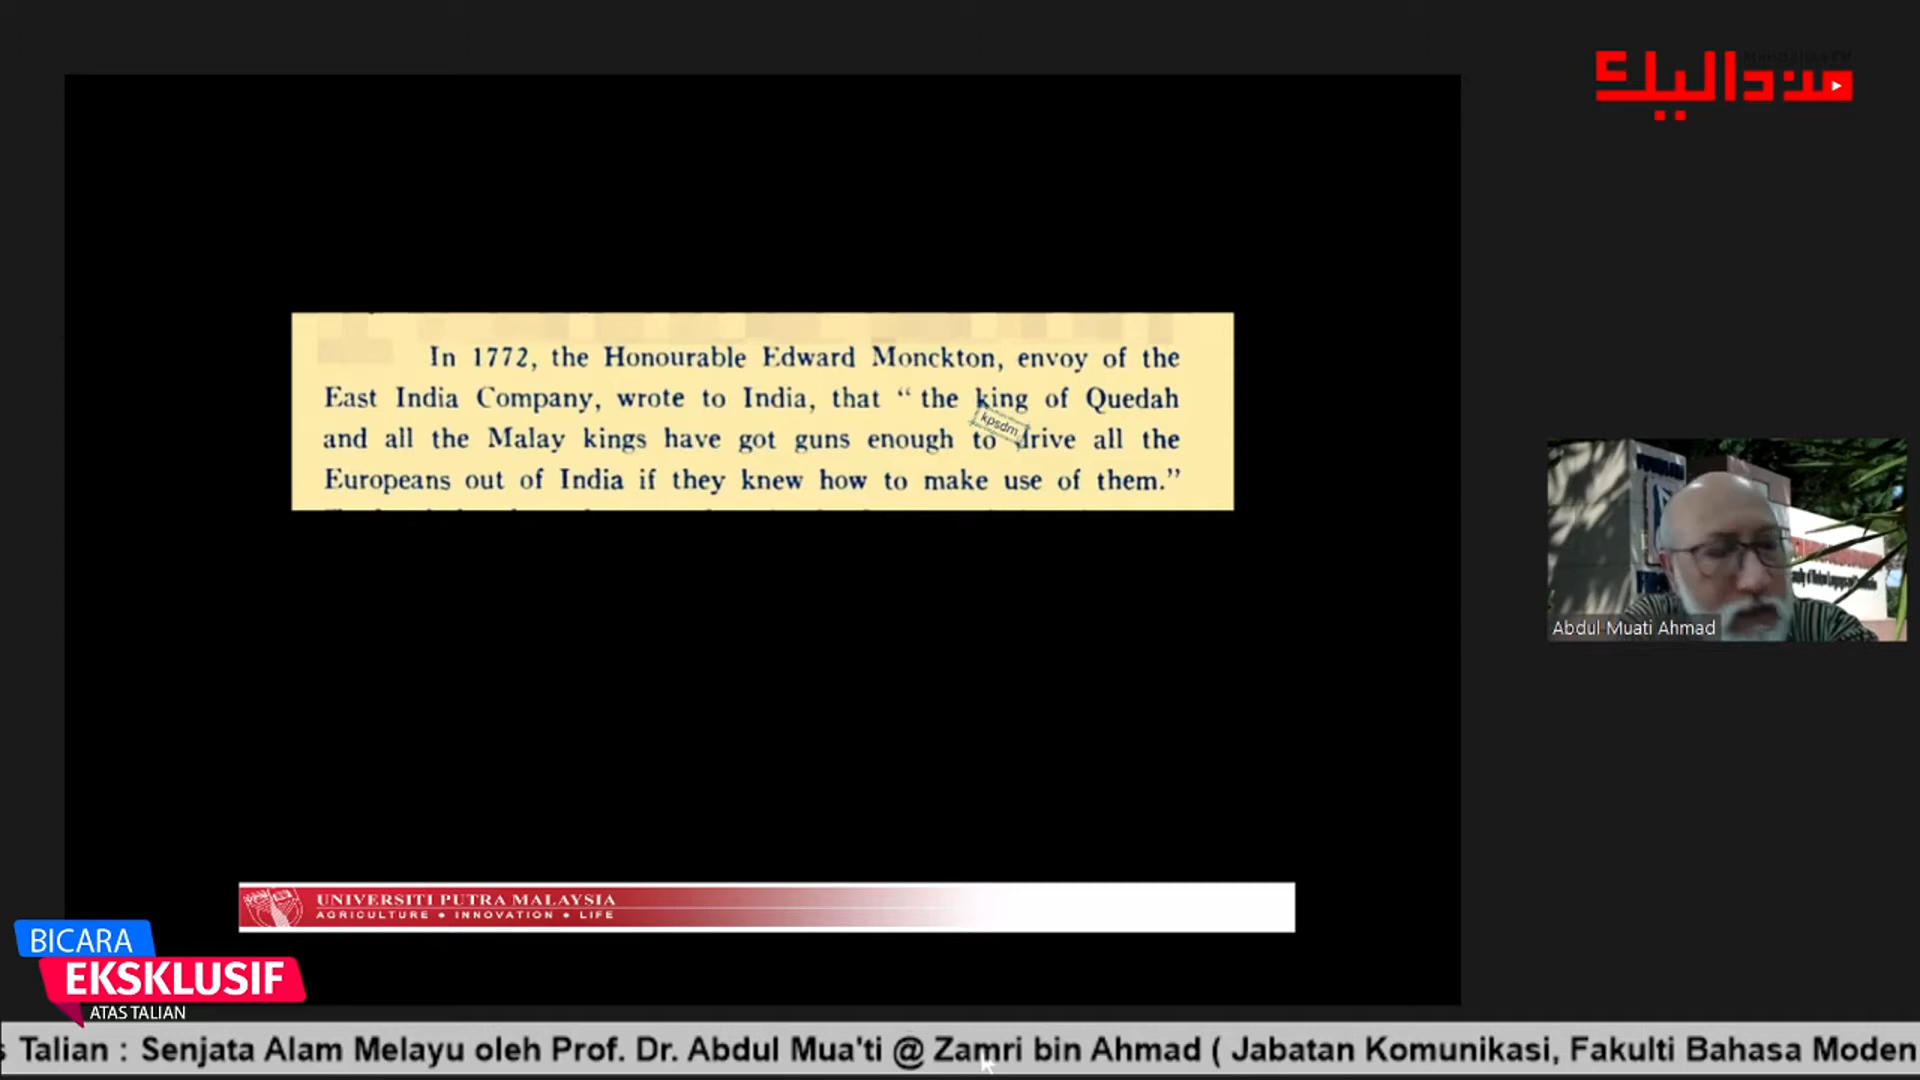 منداليك
In 1772, the Honourable Edward Monckton, envoy of the
East India Company, wrote to India, that “ the king of Quedah
and all the Malay kings have got guns enough to drive all the
Europeans out of India if they knew how to make use of them.”
kpsdm
Abdul Muati Ahmad
UNIVERSITI PUTRA MALAYSIA
AGRICULTURE • INNOVATION • LIFE
BICARA
EKSKLUSIF
ATAS TALIAN
s Talian : Senjata Alam Melayu oleh Prof. Dr. Abdul Mua'ti @ Zamri bin Ahmad ( Jabatan Komunikasi, Fakulti Bahasa Moden